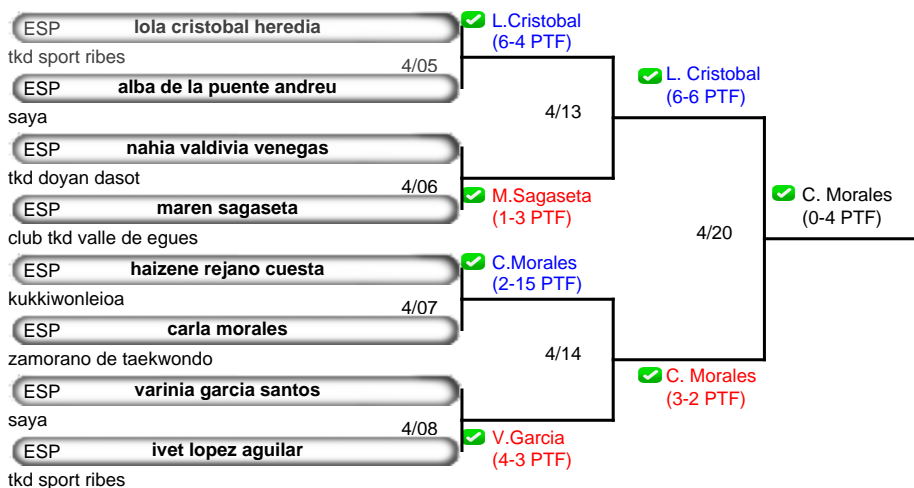 ESP lola cristobal heredia
tkd sport ribes
4/05
ESP alba de la puente andreu
saya
L.Cristobal
(6-4 PTF)
ESP nahia valdivia venegas
tkd doyan dasot
4/06
ESP maren sagaseta
club tkd valle de egues
M.Sagaseta
(1-3 PTF)
4/13
L. Cristobal
(6-6 PTF)
ESP haizene rejano cuesta
kukkiwonleioa
4/07
ESP carla morales
zamorano de taekwondo
C.Morales
(2-15 PTF)
ESP varinia garcia santos
saya
4/08
ESP ivet lopez aguilar
tkd sport ribes
V.Garcia
(4-3 PTF)
4/14
C. Morales
(3-2 PTF)
4/20
C. Morales
(0-4 PTF)